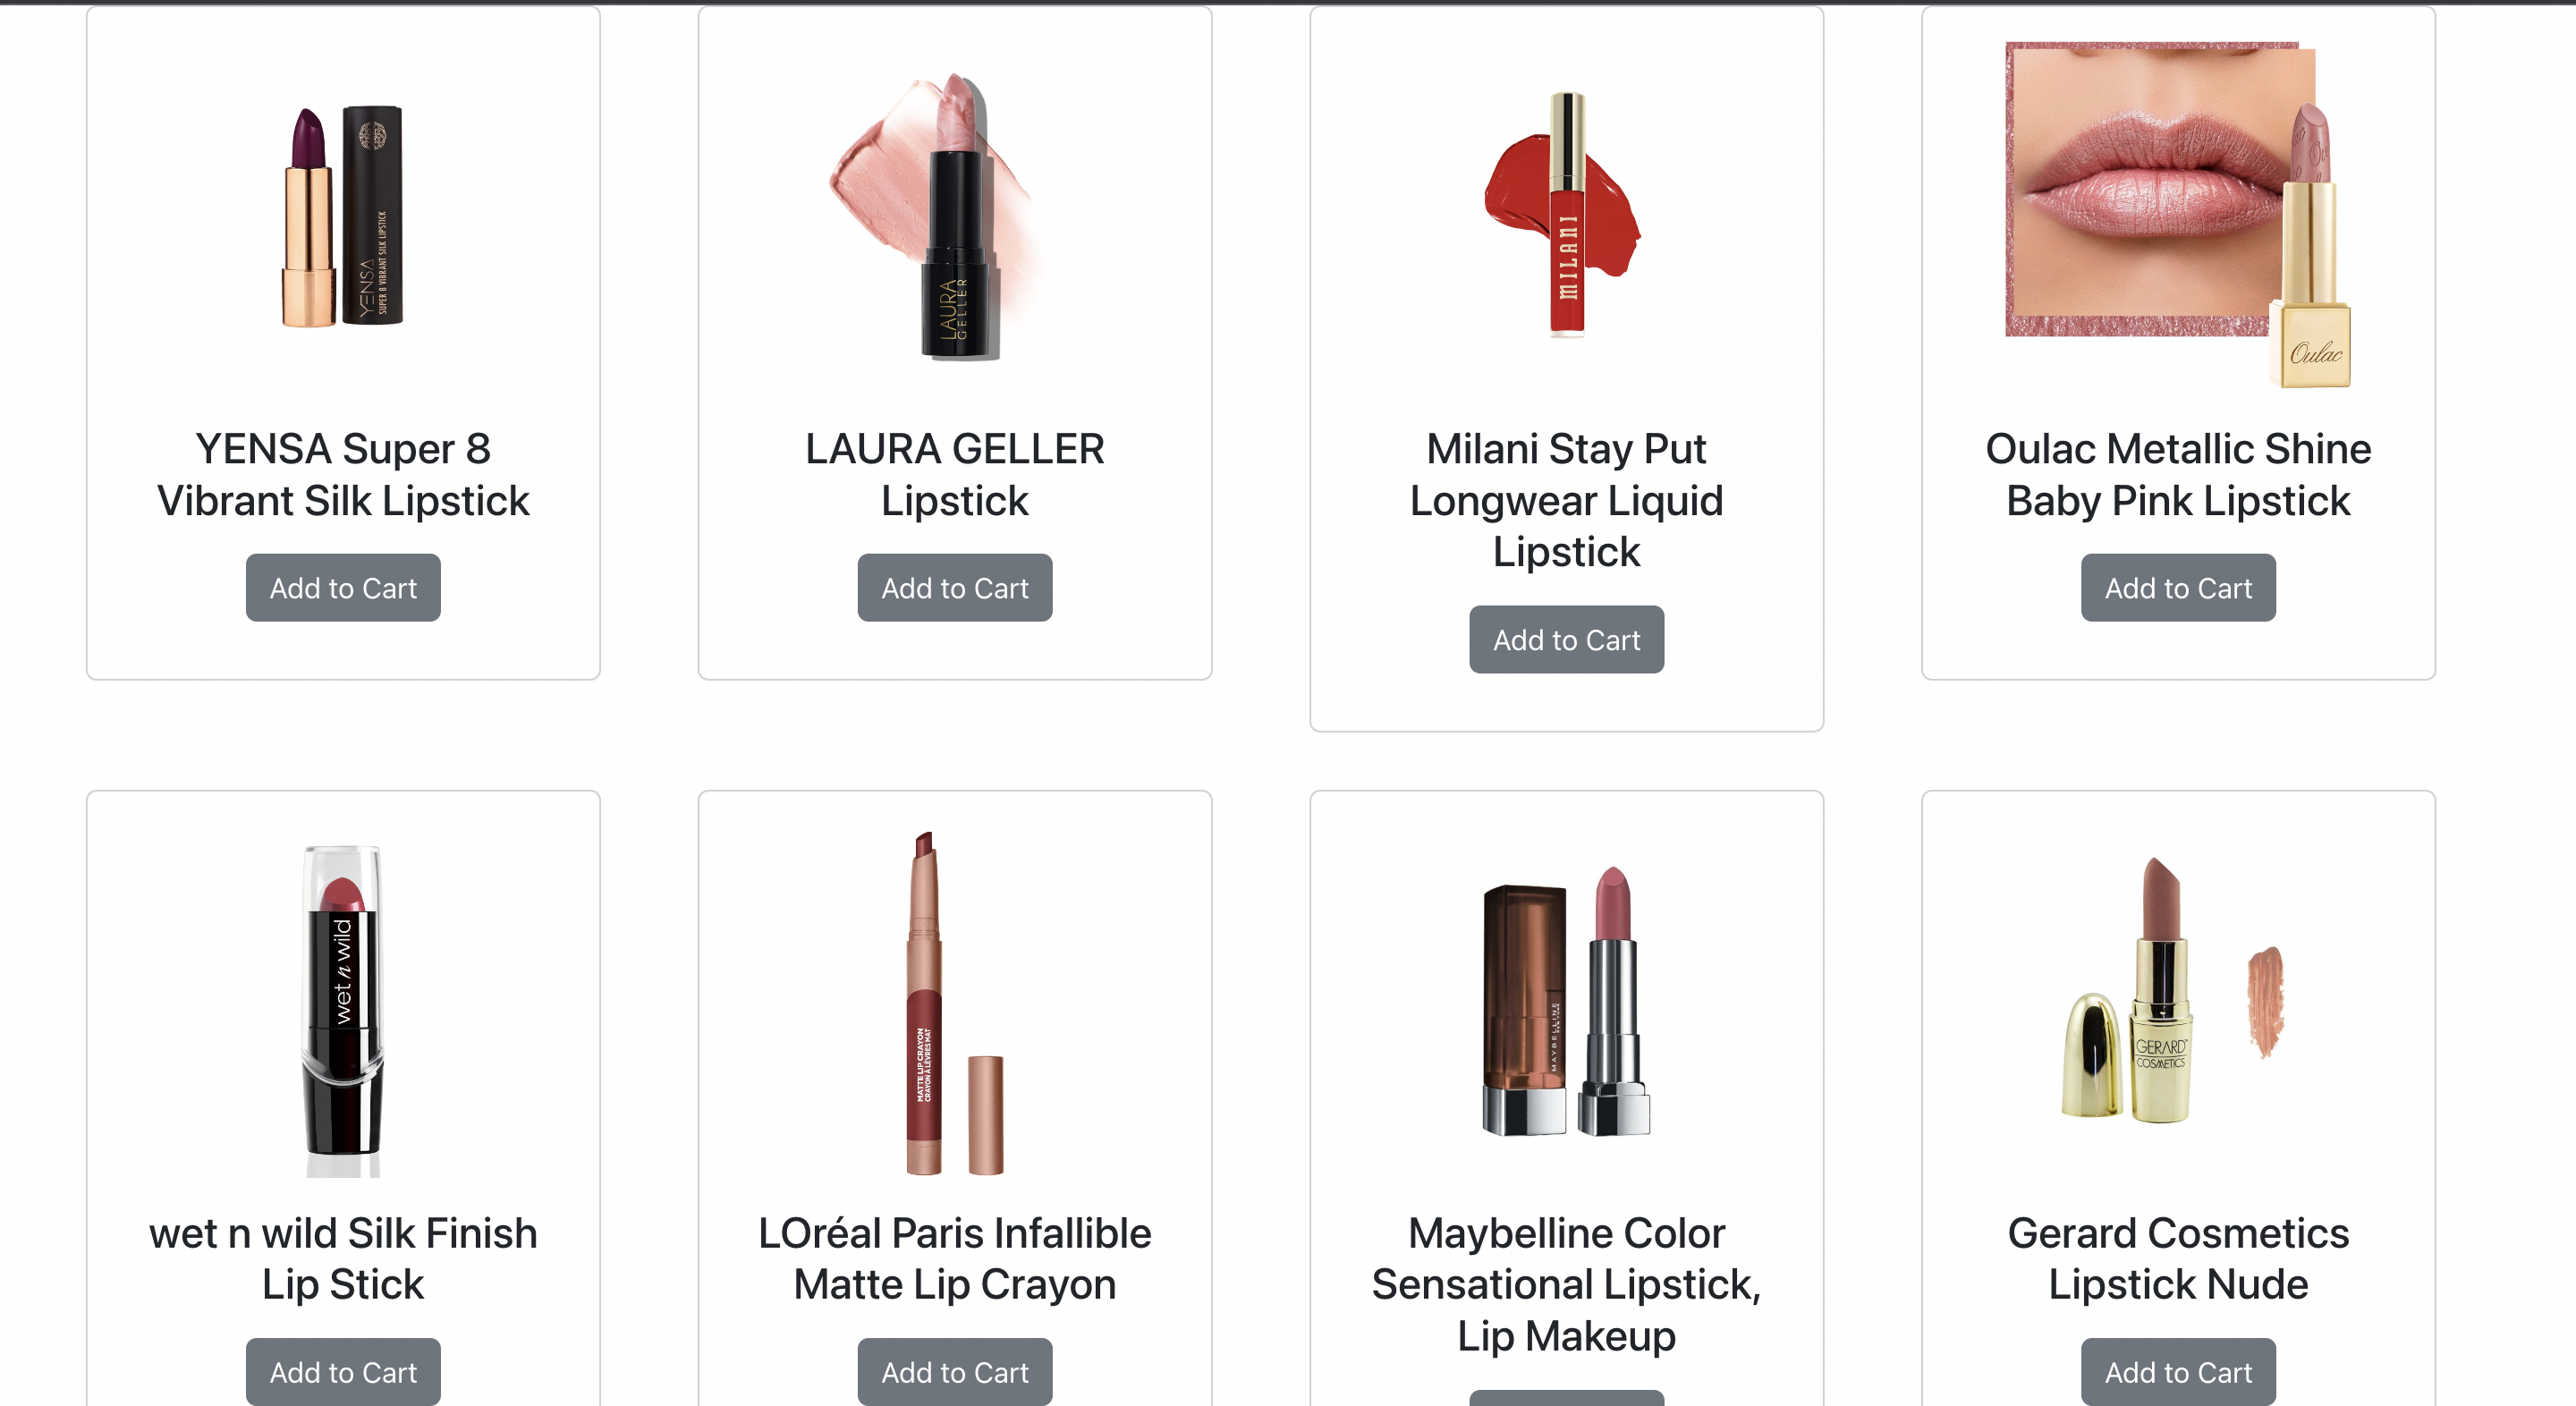 YENSA
SUPER 8 VIBRANT SILK LIPSTICK
LAURA
GELLER
MILANI
Oulac
YENSA Super 8
Vibrant Silk Lipstick
Add to Cart
LAURA GELLER
Lipstick
Add to Cart
Milani Stay Put
Longwear Liquid
Lipstick
Add to Cart
Oulac Metallic Shine
Baby Pink Lipstick
Add to Cart
wet n wild
MATTE LIP CRAYON
CRAYON À LÈVRES MAT
MAYBELLINE
GERARD
COSMETICS
wet n wild Silk Finish
Lip Stick
Add to Cart
LOréal Paris Infallible
Matte Lip Crayon
Add to Cart
Maybelline Color
Sensational Lipstick,
Lip Makeup
Gerard Cosmetics
Lipstick Nude
Add to Cart